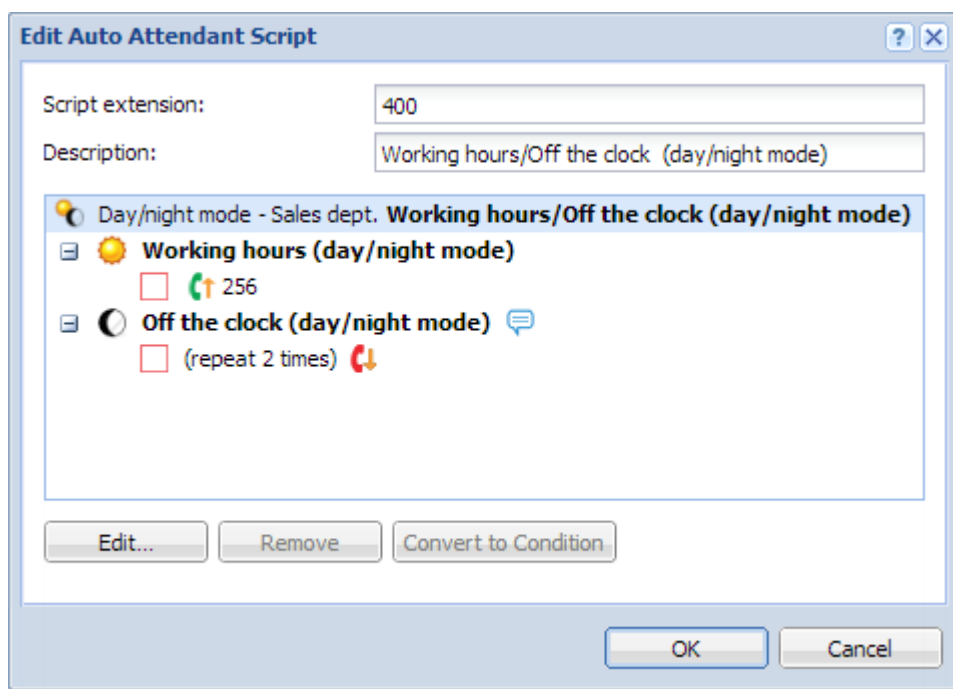 Edit Auto Attendant Script
?
Script extension: 400
Description: Working hours/Off the clock  (day/night mode)
Day/night mode - Sales dept. Working hours/Off the clock (day/night mode)
Working hours (day/night mode)
256
Off the clock (day/night mode)
(repeat 2 times)
Edit... Remove Convert to Condition
OK Cancel